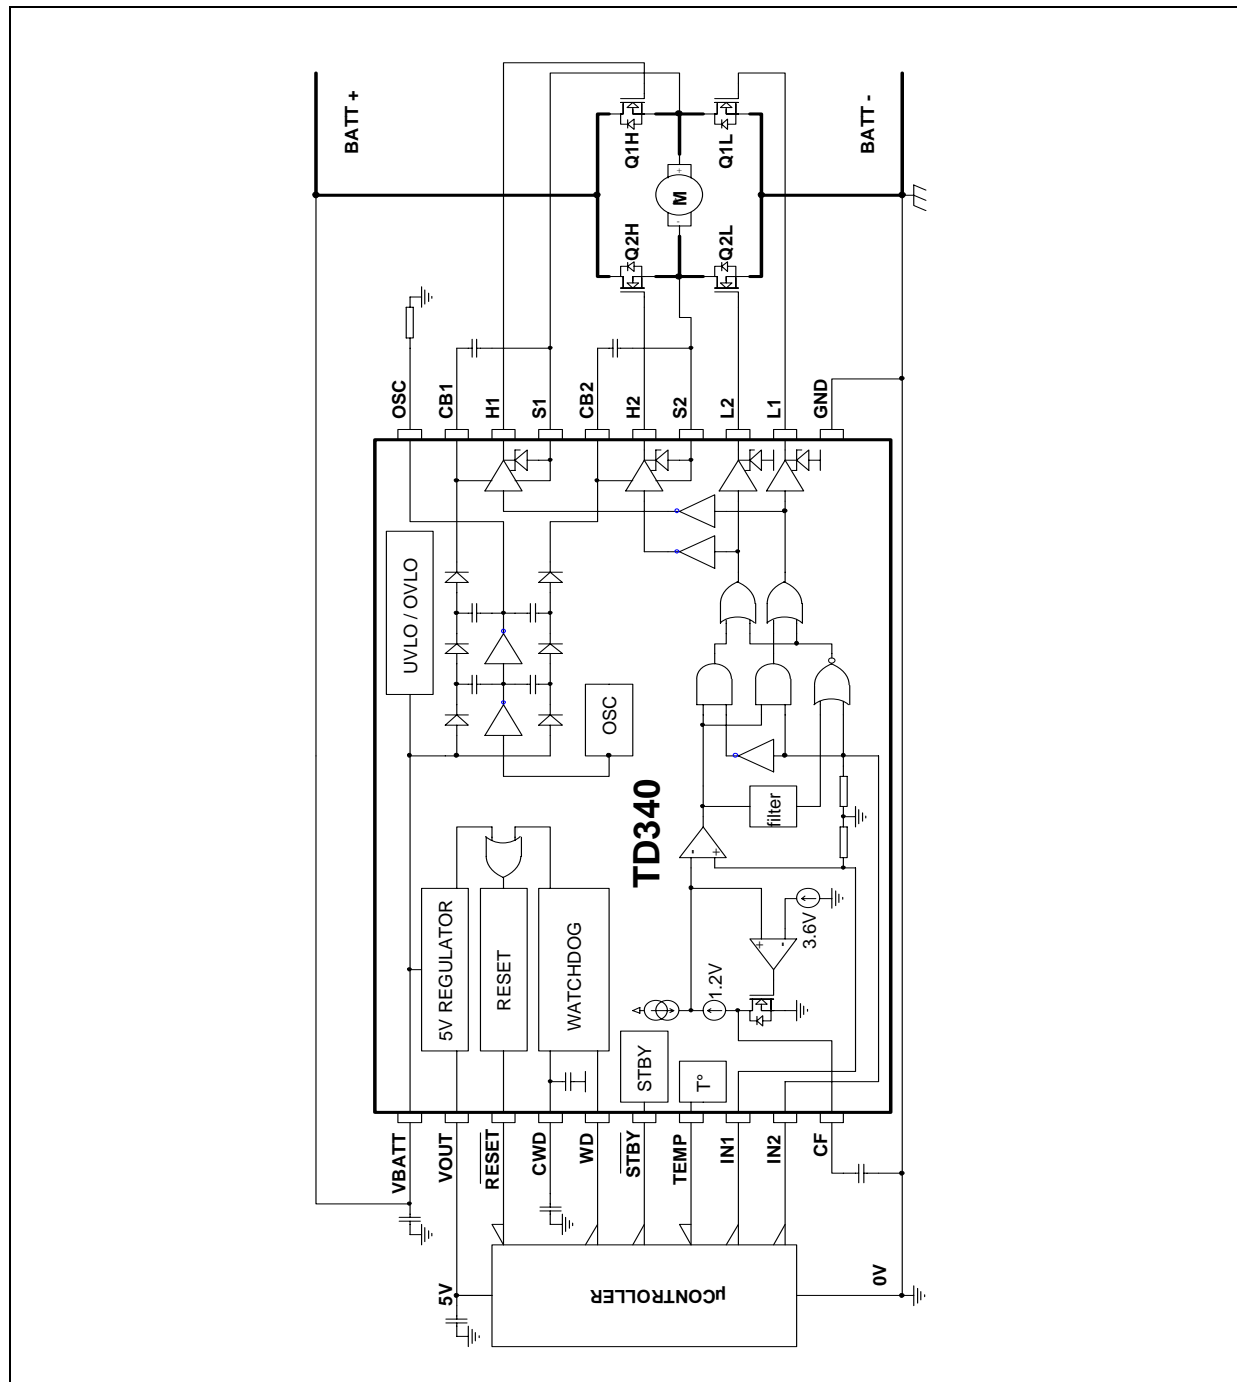 BATT +
BATT -
Q1H
Q1L
M
+
-
Q2H
Q2L
OSC
CB1
H1
S1
CB2
H2
S2
L2
L1
GND
UVLO / OVLO
OSC
TD340
filter
-
+
5V REGULATOR
RESET
WATCHDOG
STBY
T°
1.2V
+
-
3.6V
VBATT
VOUT
RESET
CWD
WD
STBY
TEMP
IN1
IN2
CF
5V
µCONTROLLER
0V